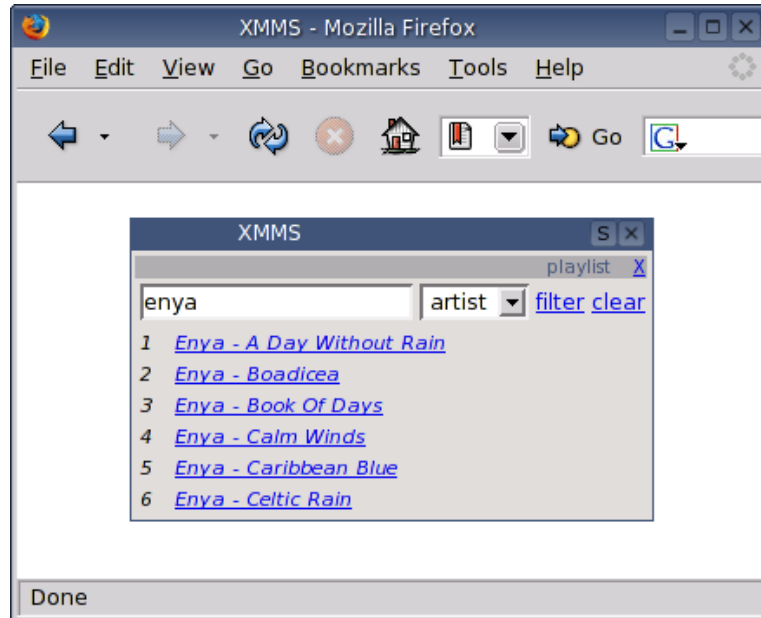 XMMS - Mozilla Firefox
File Edit View Go Bookmarks Tools Help
Go G
XMMS S
playlist X
enya artist filter clear
1 Enya - A Day Without Rain
2 Enya - Boadicea
3 Enya - Book Of Days
4 Enya - Calm Winds
5 Enya - Caribbean Blue
6 Enya - Celtic Rain
Done